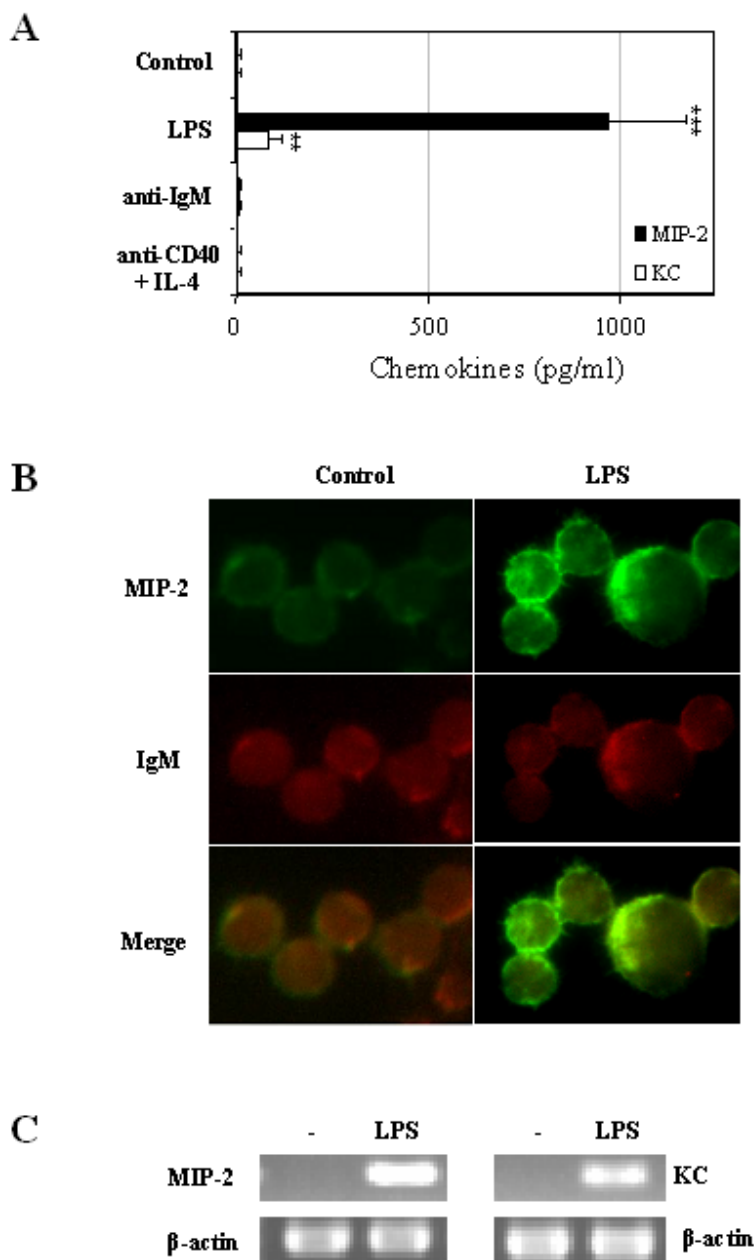 A
Control
LPS
***
**
anti-IgM
anti-CD40
+ IL-4
MIP-2
KC
0 500 1000
Chemokines (pg/ml)
B
Control LPS
MIP-2
IgM
Merge
C
- LPS - LPS
MIP-2 KC
β-actin β-actin